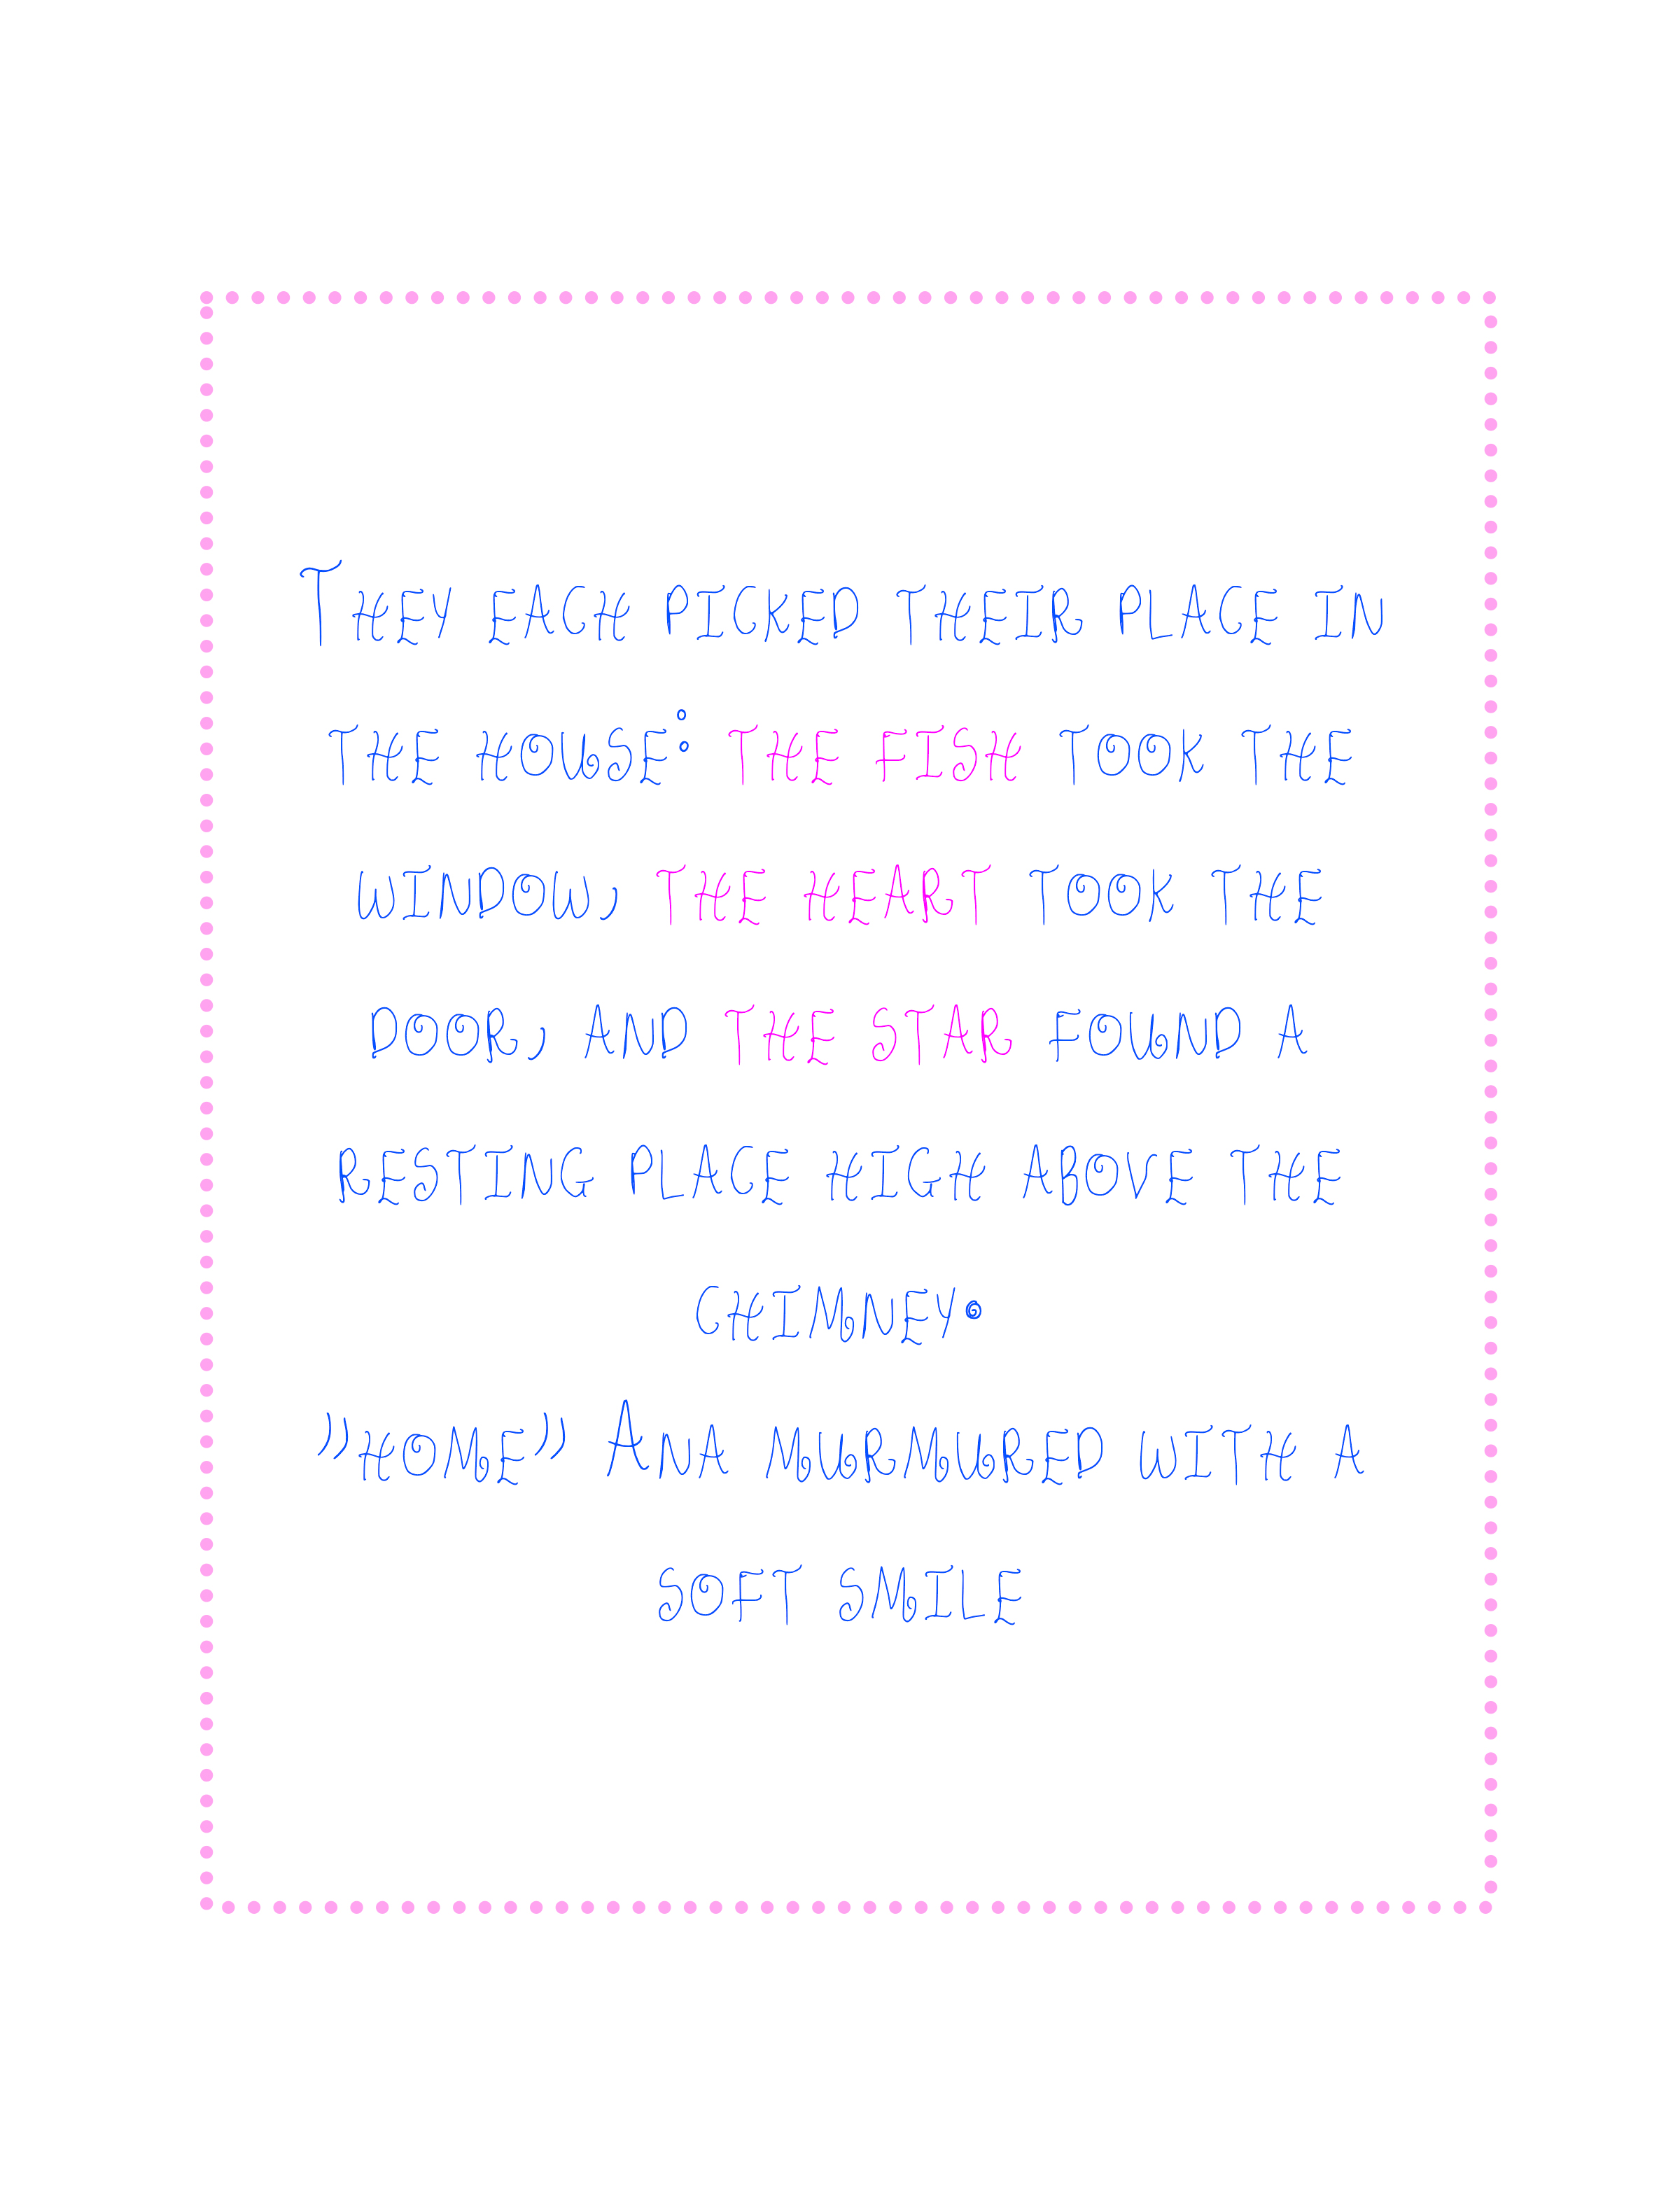 They each picked their place in
the house: the fish took the
window, the heart took the
door, and the star found a
resting place high above the
chimney.
"home" Ana murmured with a
soft smile